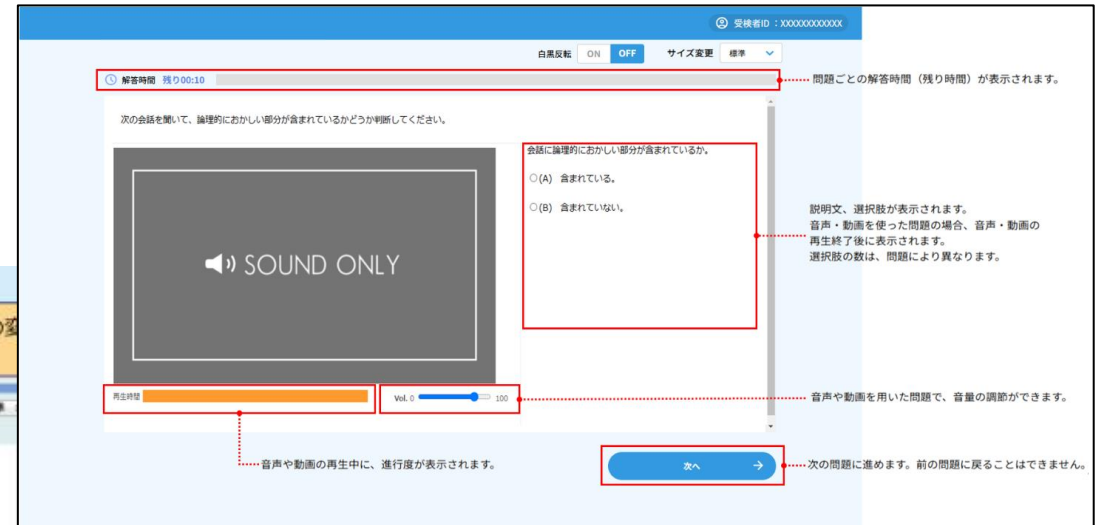 受検者ID ：XXXXXXXXXXXX
白黒反転 ON OFF サイズ変更 標準
解答時間 残り00:10
問題ごとの解答時間（残り時間）が表示されます。
次の会話を聞いて、論理的におかしい部分が含まれているかどうか判断してください。
会話に論理的におかしい部分が含まれているか。
(A) 含まれている。
(B) 含まれていない。
SOUND ONLY
説明文、選択肢が表示されます。
音声・動画を使った問題の場合、音声・動画の
再生終了後に表示されます。
選択肢の数は、問題により異なります。
再生時間
Vol. 0 100
音声や動画を用いた問題で、音量の調節ができます。
音声や動画の再生中に、進行度が表示されます。
次へ
次の問題に進めます。前の問題に戻ることはできません。